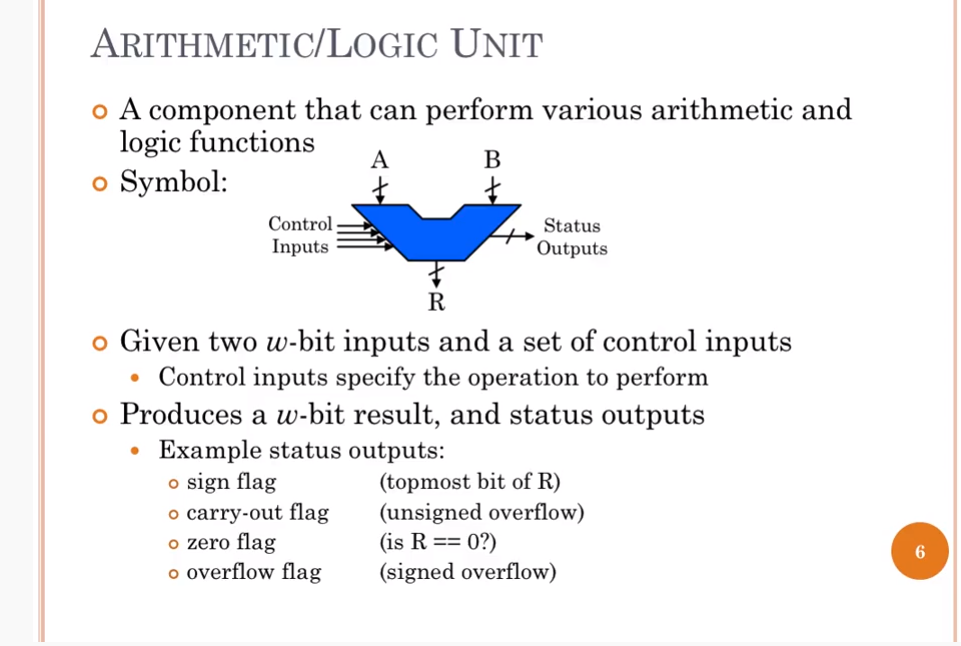 ARITHMETIC/LOGIC UNIT
A component that can perform various arithmetic and
logic functions
Symbol:
A B
Control
Inputs
Status
Outputs
R
Given two w-bit inputs and a set of control inputs
Control inputs specify the operation to perform
Produces a w-bit result, and status outputs
Example status outputs:
sign flag (topmost bit of R)
carry-out flag (unsigned overflow)
zero flag (is R == 0?)
overflow flag (signed overflow)
6